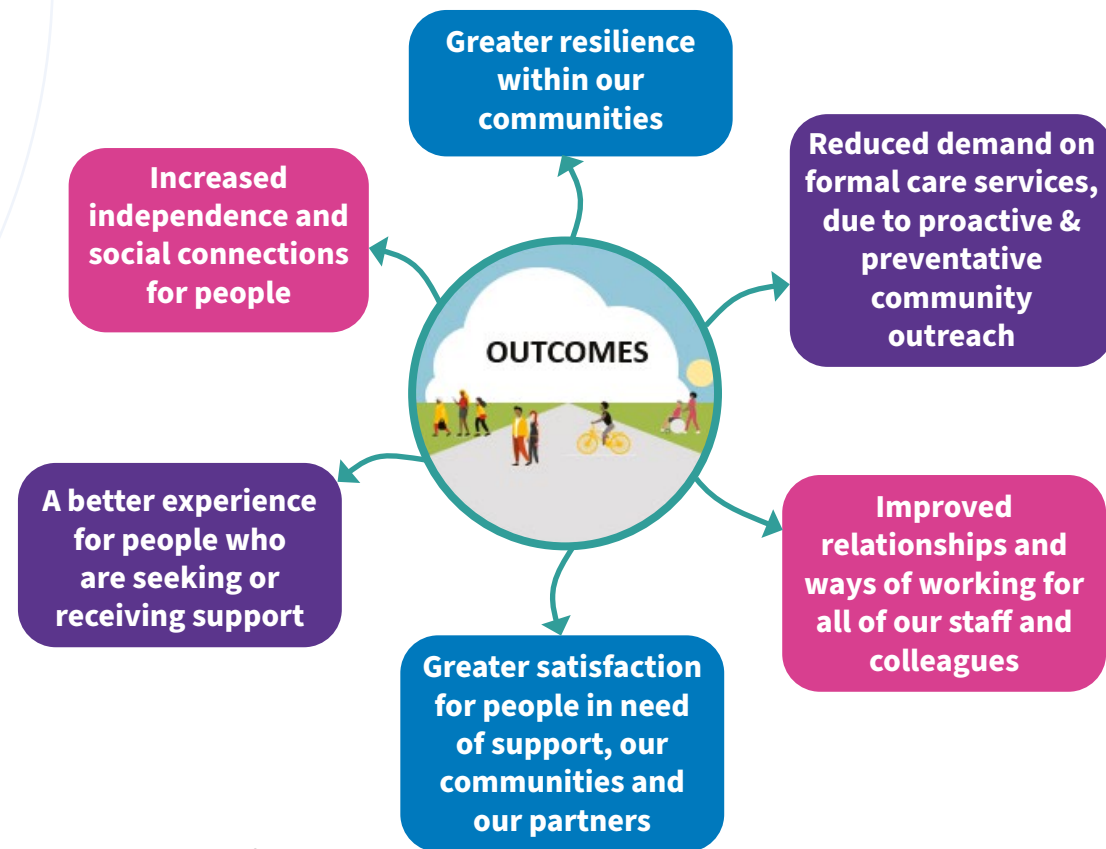 Greater resilience
within our
communities
Reduced demand on
formal care services,
due to proactive &
preventative
community
outreach
Increased
independence and
social connections
for people
OUTCOMES
A better experience
for people who
are seeking or
receiving support
Improved
relationships and
ways of working for
all of our staff and
colleagues
Greater satisfaction
for people in need
of support, our
communities and
our partners